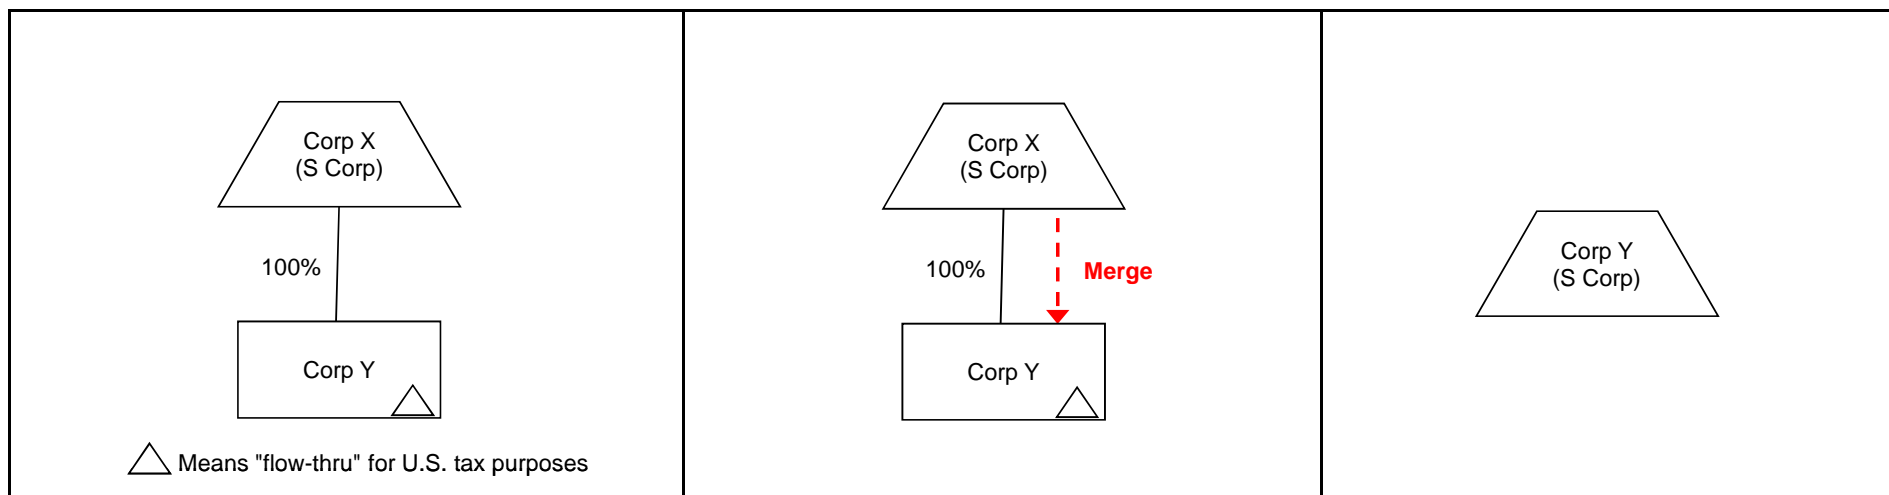 Corp X
(S Corp)
100%
Corp Y
Means "flow-thru" for U.S. tax purposes
Corp X
(S Corp)
100%
Merge
Corp Y
Corp Y
(S Corp)